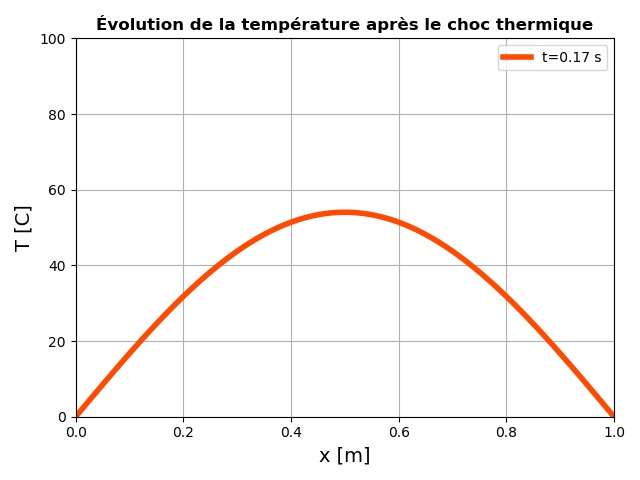 Évolution de la température après le choc thermique
t=0.17 s
T [C]
100
80
60
40
20
0
0.0 0.2 0.4 0.6 0.8 1.0
x [m]